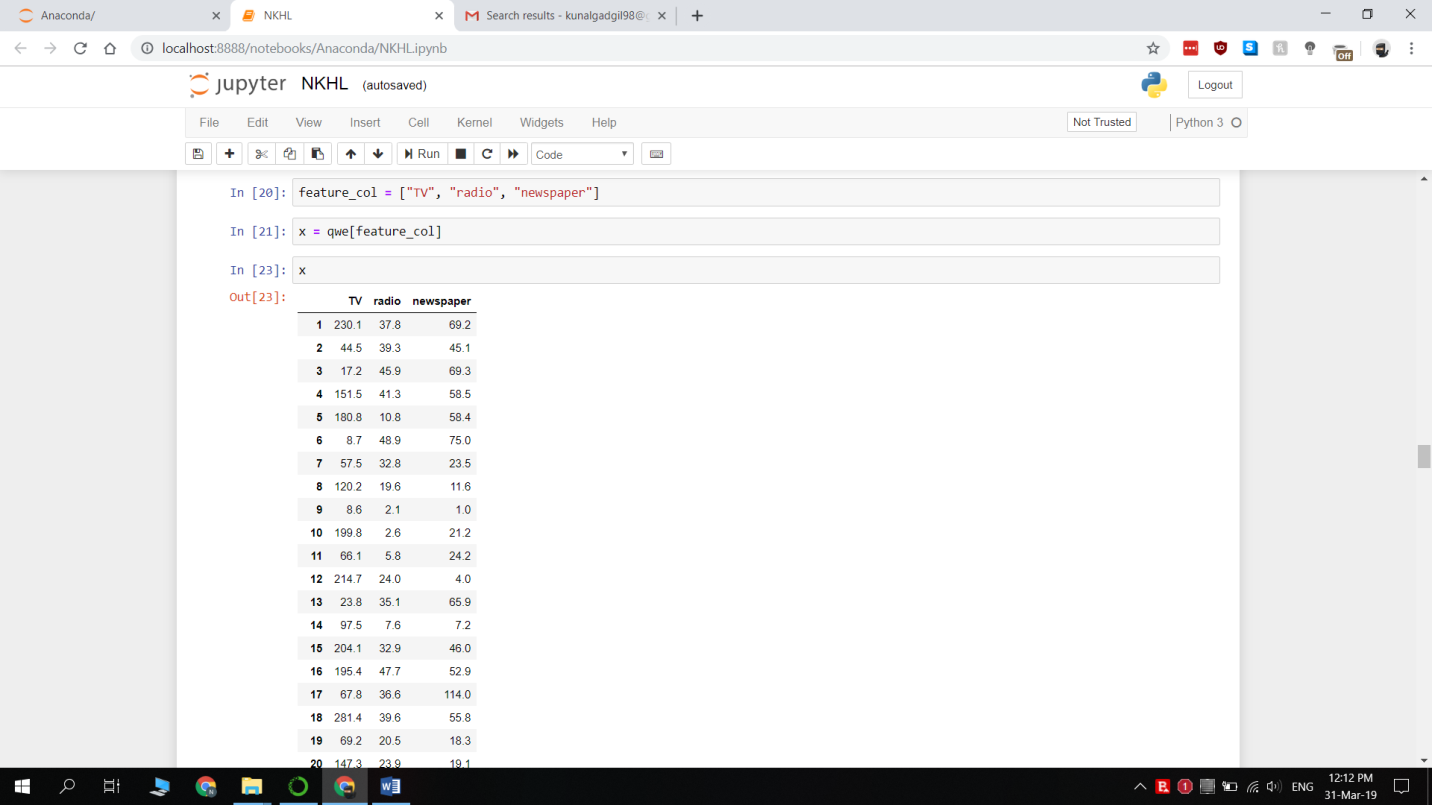 Anaconda/ NKHL Search results - kunalgadgil98@g
localhost:8888/notebooks/Anaconda/NKHL.ipynb
Off
jupyter NKHL (autosaved) Logout
File Edit View Insert Cell Kernel Widgets Help Not Trusted Python 3
Run Code
In [20]: feature_col = ["TV", "radio", "newspaper"]
In [21]: x = qwe[feature_col]
In [23]: x
Out[23]:
TV radio newspaper
1 230.1 37.8 69.2
2 44.5 39.3 45.1
3 17.2 45.9 69.3
4 151.5 41.3 58.5
5 180.8 10.8 58.4
6 8.7 48.9 75.0
7 57.5 32.8 23.5
8 120.2 19.6 11.6
9 8.6 2.1 1.0
10 199.8 2.6 21.2
11 66.1 5.8 24.2
12 214.7 24.0 4.0
13 23.8 35.1 65.9
14 97.5 7.6 7.2
15 204.1 32.9 46.0
16 195.4 47.7 52.9
17 67.8 36.6 114.0
18 281.4 39.6 55.8
19 69.2 20.5 18.3
20 147.3 23.9 19.1
ENG 12:12 PM
31-Mar-19